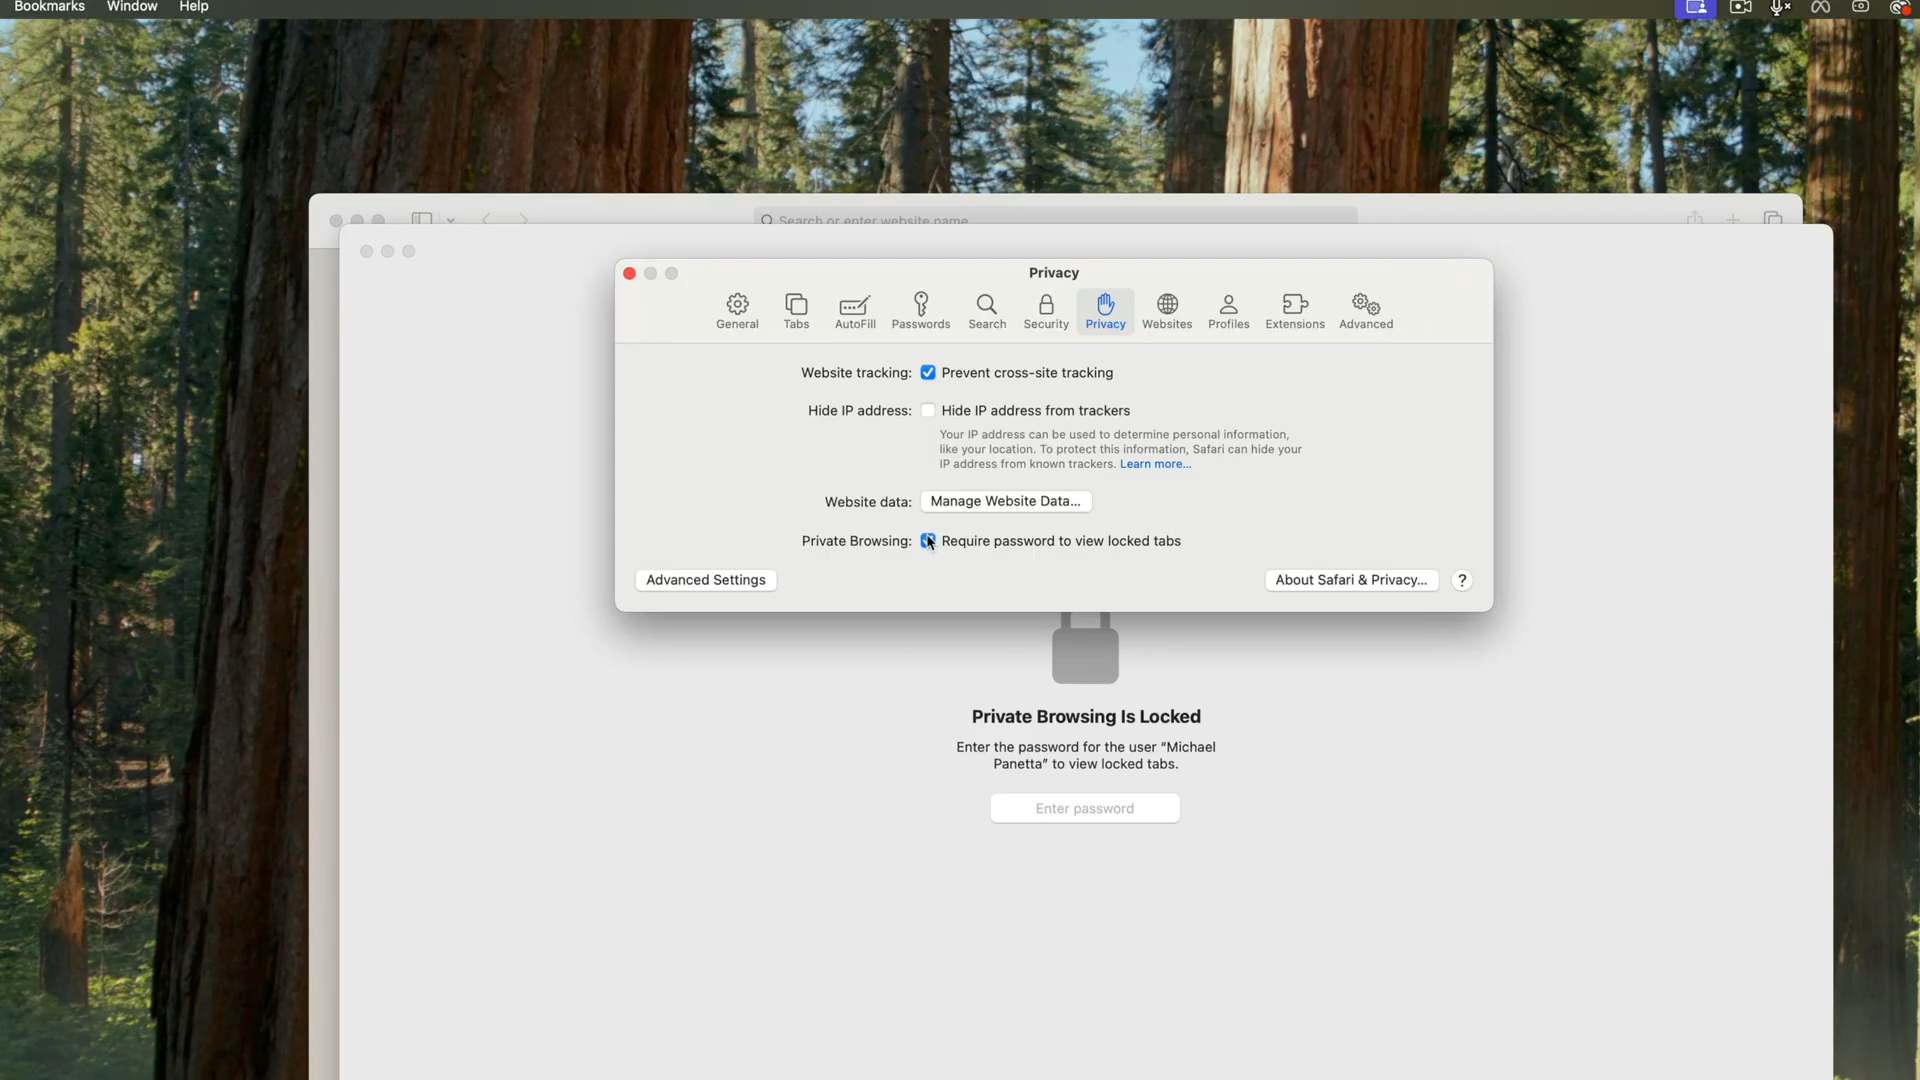 Bookmarks Window Help
Search or enter website name
Privacy
General Tabs AutoFill Passwords Search Security Privacy Websites Profiles Extensions Advanced
Website tracking: Prevent cross-site tracking
Hide IP address: Hide IP address from trackers
Your IP address can be used to determine personal information,
like your location. To protect this information, Safari can hide your
IP address from known trackers. Learn more...
Website data: Manage Website Data...
Private Browsing: Require password to view locked tabs
Advanced Settings About Safari & Privacy... ?
Private Browsing Is Locked
Enter the password for the user “Michael
Panetta” to view locked tabs.
Enter password